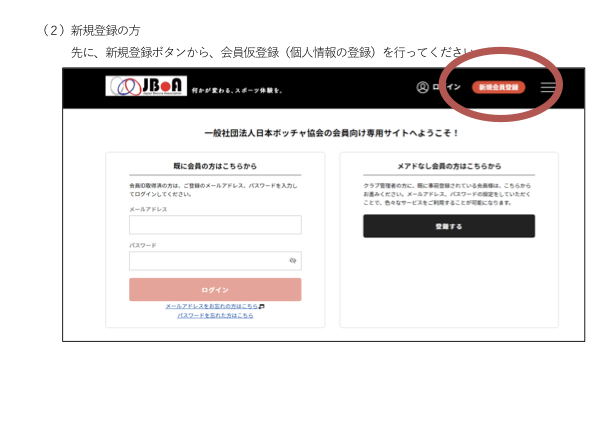 （２）新規登録の方
先に、新規登録ボタンから、会員仮登録（個人情報の登録）を行ってください
JBoA
何かが変わる、スポーツ体験を。
ログイン
新規会員登録
一般社団法人日本ボッチャ協会の会員向け専用サイトへようこそ！
既に会員の方はこちらから
会員ID取得済の方は、ご登録のメールアドレス、パスワードを入力し
てログインしてください。
メールアドレス
パスワード
ログイン
メールアドレスをお忘れの方はこちら
パスワードを忘れた方はこちら
メアドなし会員の方はこちらから
クラブ管理者の方に、既に事前登録されている会員様は、こちらから
お進みください。メールアドレス、パスワードの設定をしていただく
ことで、色々なサービスをご利用することが可能になります。
登録する